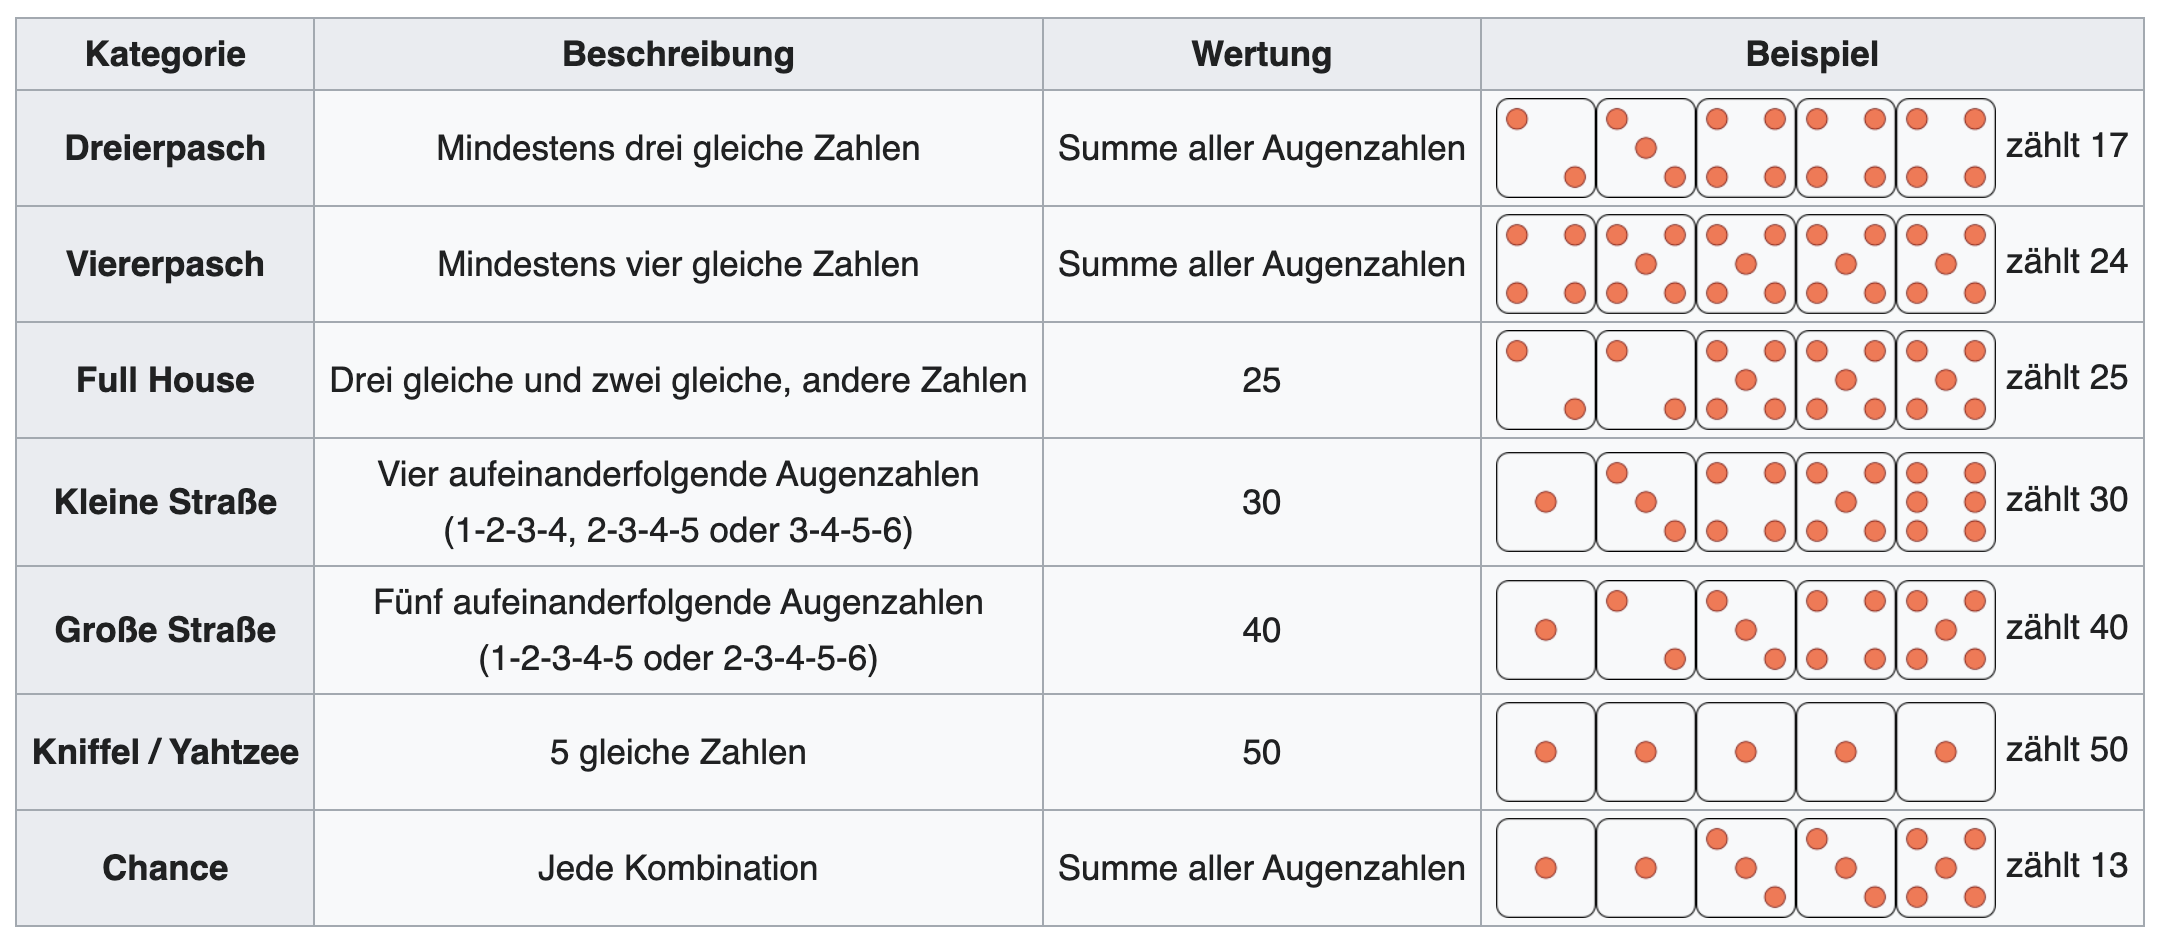 Kategorie Beschreibung Wertung Beispiel
Dreierpasch Mindestens drei gleiche Zahlen Summe aller Augenzahlen zählt 17
Viererpasch Mindestens vier gleiche Zahlen Summe aller Augenzahlen zählt 24
Full House Drei gleiche und zwei gleiche, andere Zahlen 25 zählt 25
Kleine Straße Vier aufeinanderfolgende Augenzahlen
(1-2-3-4, 2-3-4-5 oder 3-4-5-6) 30 zählt 30
Große Straße Fünf aufeinanderfolgende Augenzahlen
(1-2-3-4-5 oder 2-3-4-5-6) 40 zählt 40
Kniffel / Yahtzee 5 gleiche Zahlen 50 zählt 50
Chance Jede Kombination Summe aller Augenzahlen zählt 13